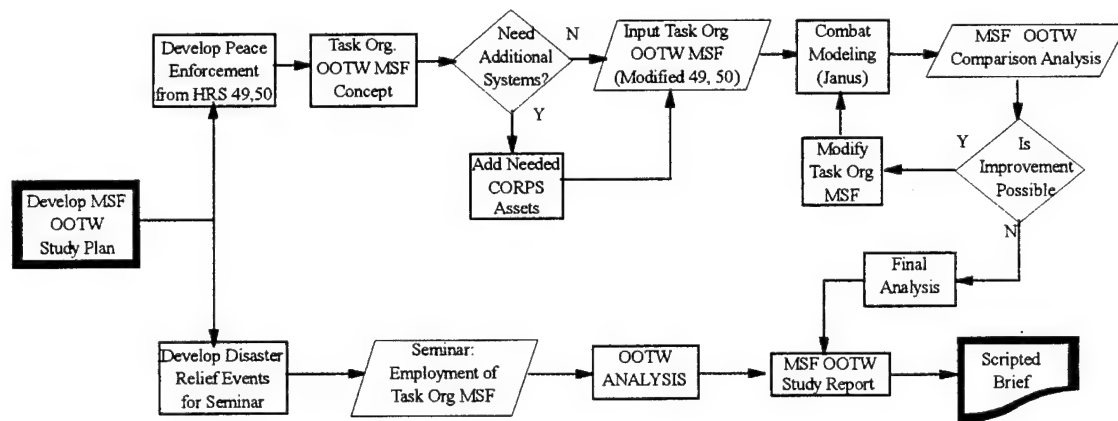 Develop Peace
Enforcement
from HRS 49,50
Task Org.
OOTW MSF
Concept
Need
Additional
Systems?
N
Y
Input Task Org
OOTW MSF
(Modified 49, 50)
Combat
Modeling
(Janus)
MSF OOTW
Comparison Analysis
Add Needed
CORPS
Assets
Modify
Task Org
MSF
Y
Is
Improvement
Possible
N
Develop MSF
OOTW
Study Plan
Final
Analysis
Develop Disaster
Relief Events
for Seminar
Seminar:
Employment of
Task Org MSF
OOTW
ANALYSIS
MSF OOTW
Study Report
Scripted
Brief